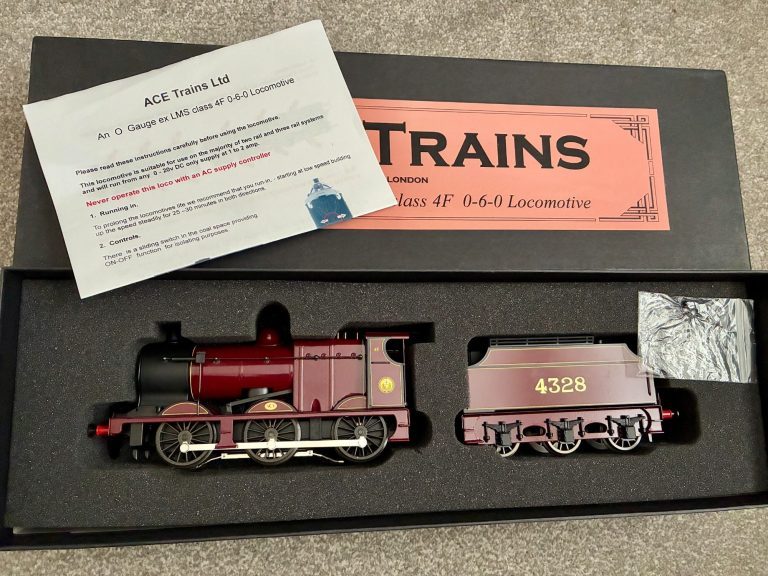 ACE Trains Ltd
An O Gauge ex LMS class 4F 0-6-0 Locomotive
Please read these instructions carefully before using the locomotive.
This locomotive is suitable for use on the majority of two rail and three rail systems
and will run from any 0 - 20v DC only supply at 1 to 2 amp.
Never operate this loco with an AC supply controller
1. Running in.
To prolong the locomotives life we recommend that you run-in, - starting at low speed building
up the speed steadily for 25 –30 minutes in both directions.
2. Controls.
There is a sliding switch in the coal space providing
ON-OFF function for isolating purposes
TRAINS
LONDON
class 4F 0-6-0 Locomotive
4328